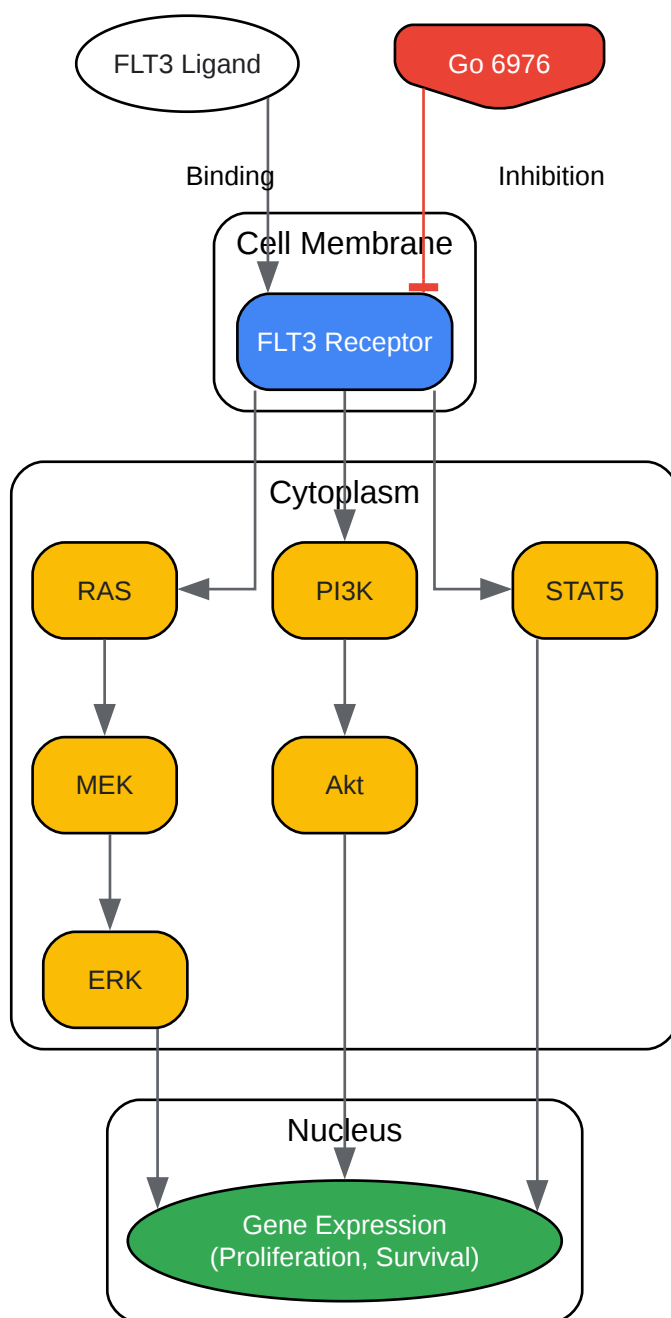 FLT3 Ligand
Go 6976
Binding
Inhibition
Cell Membrane
FLT3 Receptor
Cytoplasm
RAS
PI3K
STAT5
MEK
Akt
ERK
Nucleus
Gene Expression
(Proliferation, Survival)